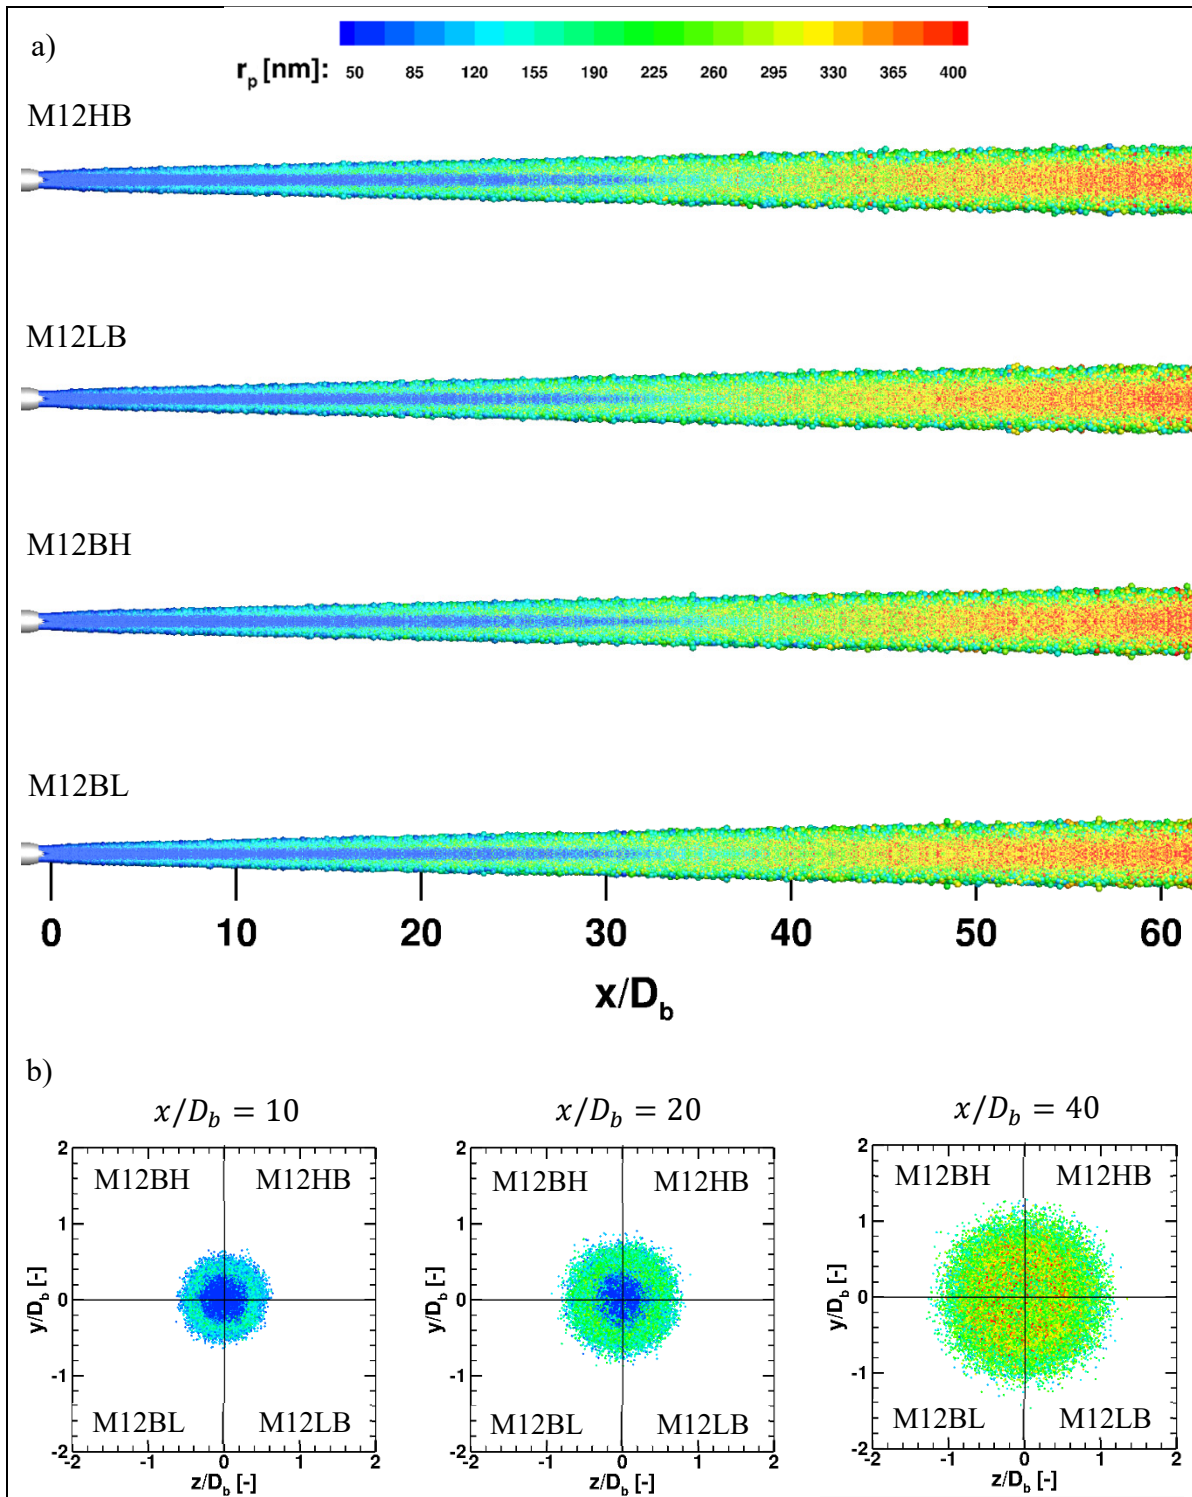 a)
r_p [nm]: 50 85 120 155 190 225 260 295 330 365 400
M12HB
M12LB
M12BH
M12BL
0 10 20 30 40 50 60
x/D_b
b)
x/D_b = 10 x/D_b = 20 x/D_b = 40
2 M12BH M12HB 2 M12BH M12HB 2 M12BH M12HB
1 1 1
y/D_b [-] 0 y/D_b [-] 0 y/D_b [-] 0
-1 -1 -1
M12BL M12LB M12BL M12LB M12BL M12LB
-2 -2 -2
-2 -1 0 1 2 -2 -1 0 1 2 -2 -1 0 1 2
z/D_b [-] z/D_b [-] z/D_b [-]